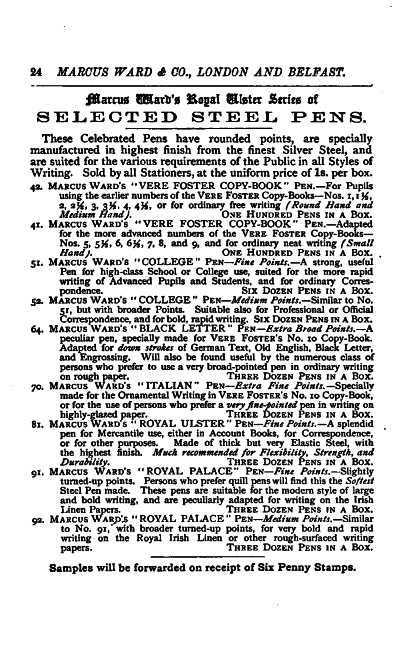 24 MARCUS WARD & CO., LONDON AND BELFAST.
Marcus Ward's Royal Ulster Series of
SELECTED STEEL PENS.
These Celebrated Pens have rounded points, are specially
manufactured in highest finish from the finest Silver Steel, and
are suited for the various requirements of the Public in all Styles of
Writing. Sold by all Stationers, at the uniform price of 1s. per box.
42. MARCUS WARD'S "VERE FOSTER COPY-BOOK" PEN.—For Pupils
using the earlier numbers of the VERE FOSTER Copy-Books—Nos. 1, 1½,
2, 2½, 3, 3½, 4, 4½, or for ordinary free writing (Round Hand and
Medium Hand). ONE HUNDRED PENS IN A BOX.
41. MARCUS WARD'S "VERE FOSTER COPY-BOOK" PEN.—Adapted
for the more advanced numbers of the VERE FOSTER Copy-Books—
Nos. 5, 5½, 6, 6½, 7, 8, and 9, and for ordinary neat writing (Small
Hand). ONE HUNDRED PENS IN A BOX.
51. MARCUS WARD'S "COLLEGE" PEN—Fine Points.—A strong, useful
Pen for high-class School or College use, suited for the more rapid
writing of Advanced Pupils and Students, and for ordinary Corres-
pondence. SIX DOZEN PENS IN A BOX.
52. MARCUS WARD'S "COLLEGE" PEN—Medium Points.—Similar to No.
51, but with broader Points. Suitable also for Professional or Official
Correspondence, and for bold, rapid writing. SIX DOZEN PENS IN A BOX.
64. MARCUS WARD'S "BLACK LETTER" PEN—Extra Broad Points.—A
peculiar pen, specially made for VERE FOSTER'S No. 10 Copy-Book.
Adapted for down strokes of German Text, Old English, Black Letter,
and Engrossing. Will also be found useful by the numerous class of
persons who prefer to use a very broad-pointed pen in ordinary writing
on rough paper. THREE DOZEN PENS IN A BOX.
70. MARCUS WARD'S "ITALIAN" PEN—Extra Fine Points.—Specially
made for the Ornamental Writing in VERE FOSTER'S No. 10 Copy-Book,
or for the use of persons who prefer a very fine-pointed pen in writing on
highly-glazed paper. THREE DOZEN PENS IN A BOX.
81. MARCUS WARD'S "ROYAL ULSTER" PEN—Fine Points.—A splendid
pen for Mercantile use, either in Account Books, for Correspondence,
or for other purposes. Made of thick but very Elastic Steel, with
the highest finish. Much recommended for Flexibility, Strength, and
Durability. THREE DOZEN PENS IN A BOX.
91. MARCUS WARD'S "ROYAL PALACE" PEN—Fine Points.—Slightly
turned-up points. Persons who prefer quill pens will find this the Softest
Steel Pen made. These pens are suitable for the modern style of large
and bold writing, and are peculiarly adapted for writing on the Irish
Linen Papers. THREE DOZEN PENS IN A BOX.
92. MARCUS WARD'S "ROYAL PALACE" PEN—Medium Points.—Similar
to No. 91, with broader turned-up points, for very bold and rapid
writing on the Royal Irish Linen or other rough-surfaced writing
papers. THREE DOZEN PENS IN A BOX.
Samples will be forwarded on receipt of Six Penny Stamps.